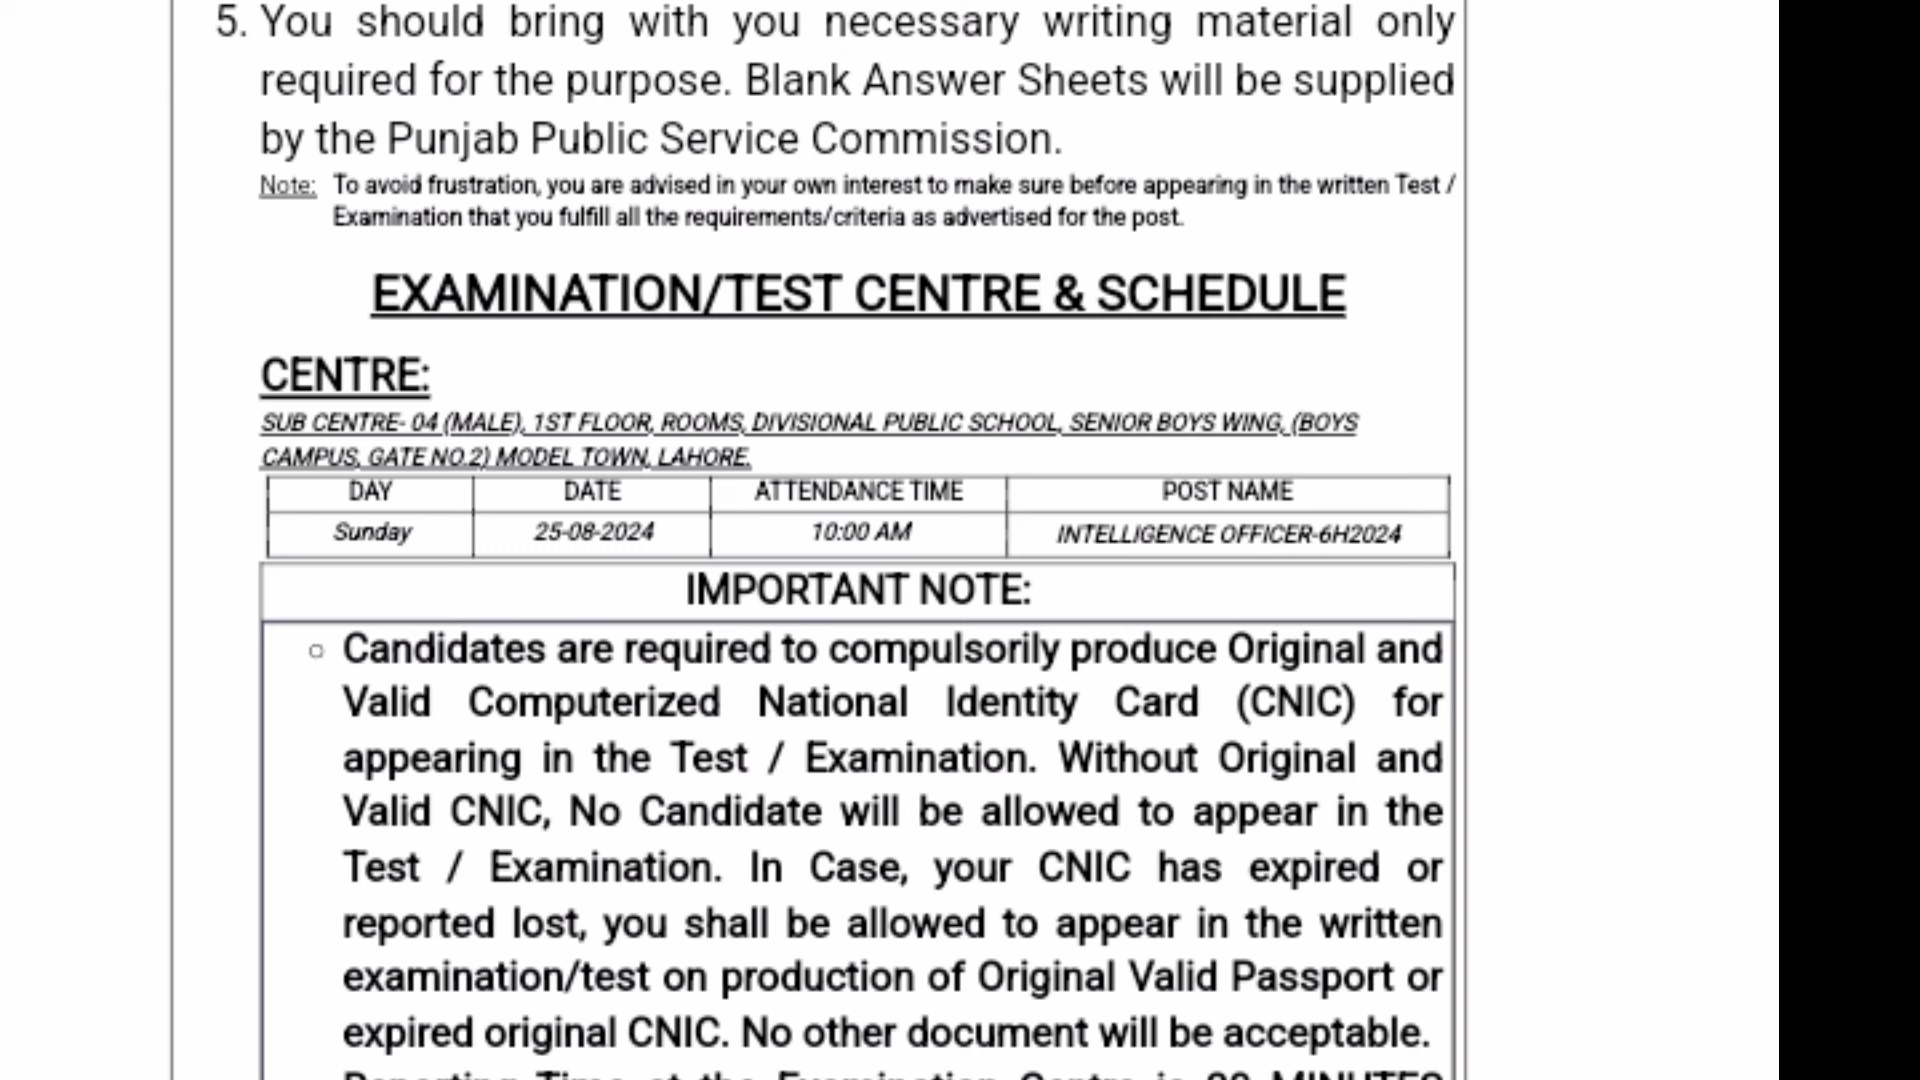 5. You should bring with you necessary writing material only
required for the purpose. Blank Answer Sheets will be supplied
by the Punjab Public Service Commission.
Note: To avoid frustration, you are advised in your own interest to make sure before appearing in the written Test /
Examination that you fulfill all the requirements/criteria as advertised for the post.
EXAMINATION/TEST CENTRE & SCHEDULE
CENTRE:
SUB CENTRE- 04 (MALE), 1ST FLOOR, ROOMS, DIVISIONAL PUBLIC SCHOOL, SENIOR BOYS WING, (BOYS
CAMPUS, GATE NO.2) MODEL TOWN, LAHORE.
DAY DATE ATTENDANCE TIME POST NAME
Sunday 25-08-2024 10:00 AM INTELLIGENCE OFFICER-6H2024
IMPORTANT NOTE:
○ Candidates are required to compulsorily produce Original and
Valid Computerized National Identity Card (CNIC) for
appearing in the Test / Examination. Without Original and
Valid CNIC, No Candidate will be allowed to appear in the
Test / Examination. In Case, your CNIC has expired or
reported lost, you shall be allowed to appear in the written
examination/test on production of Original Valid Passport or
expired original CNIC. No other document will be acceptable.
Reporting Time at the Examination Centre is MINUTES